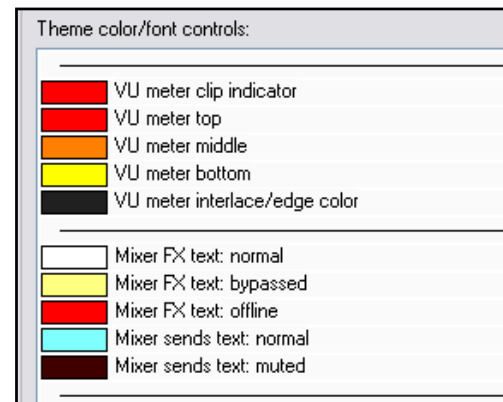 Theme color/font controls:
VU meter clip indicator
VU meter top
VU meter middle
VU meter bottom
VU meter interlace/edge color
Mixer FX text: normal
Mixer FX text: bypassed
Mixer FX text: offline
Mixer sends text: normal
Mixer sends text: muted